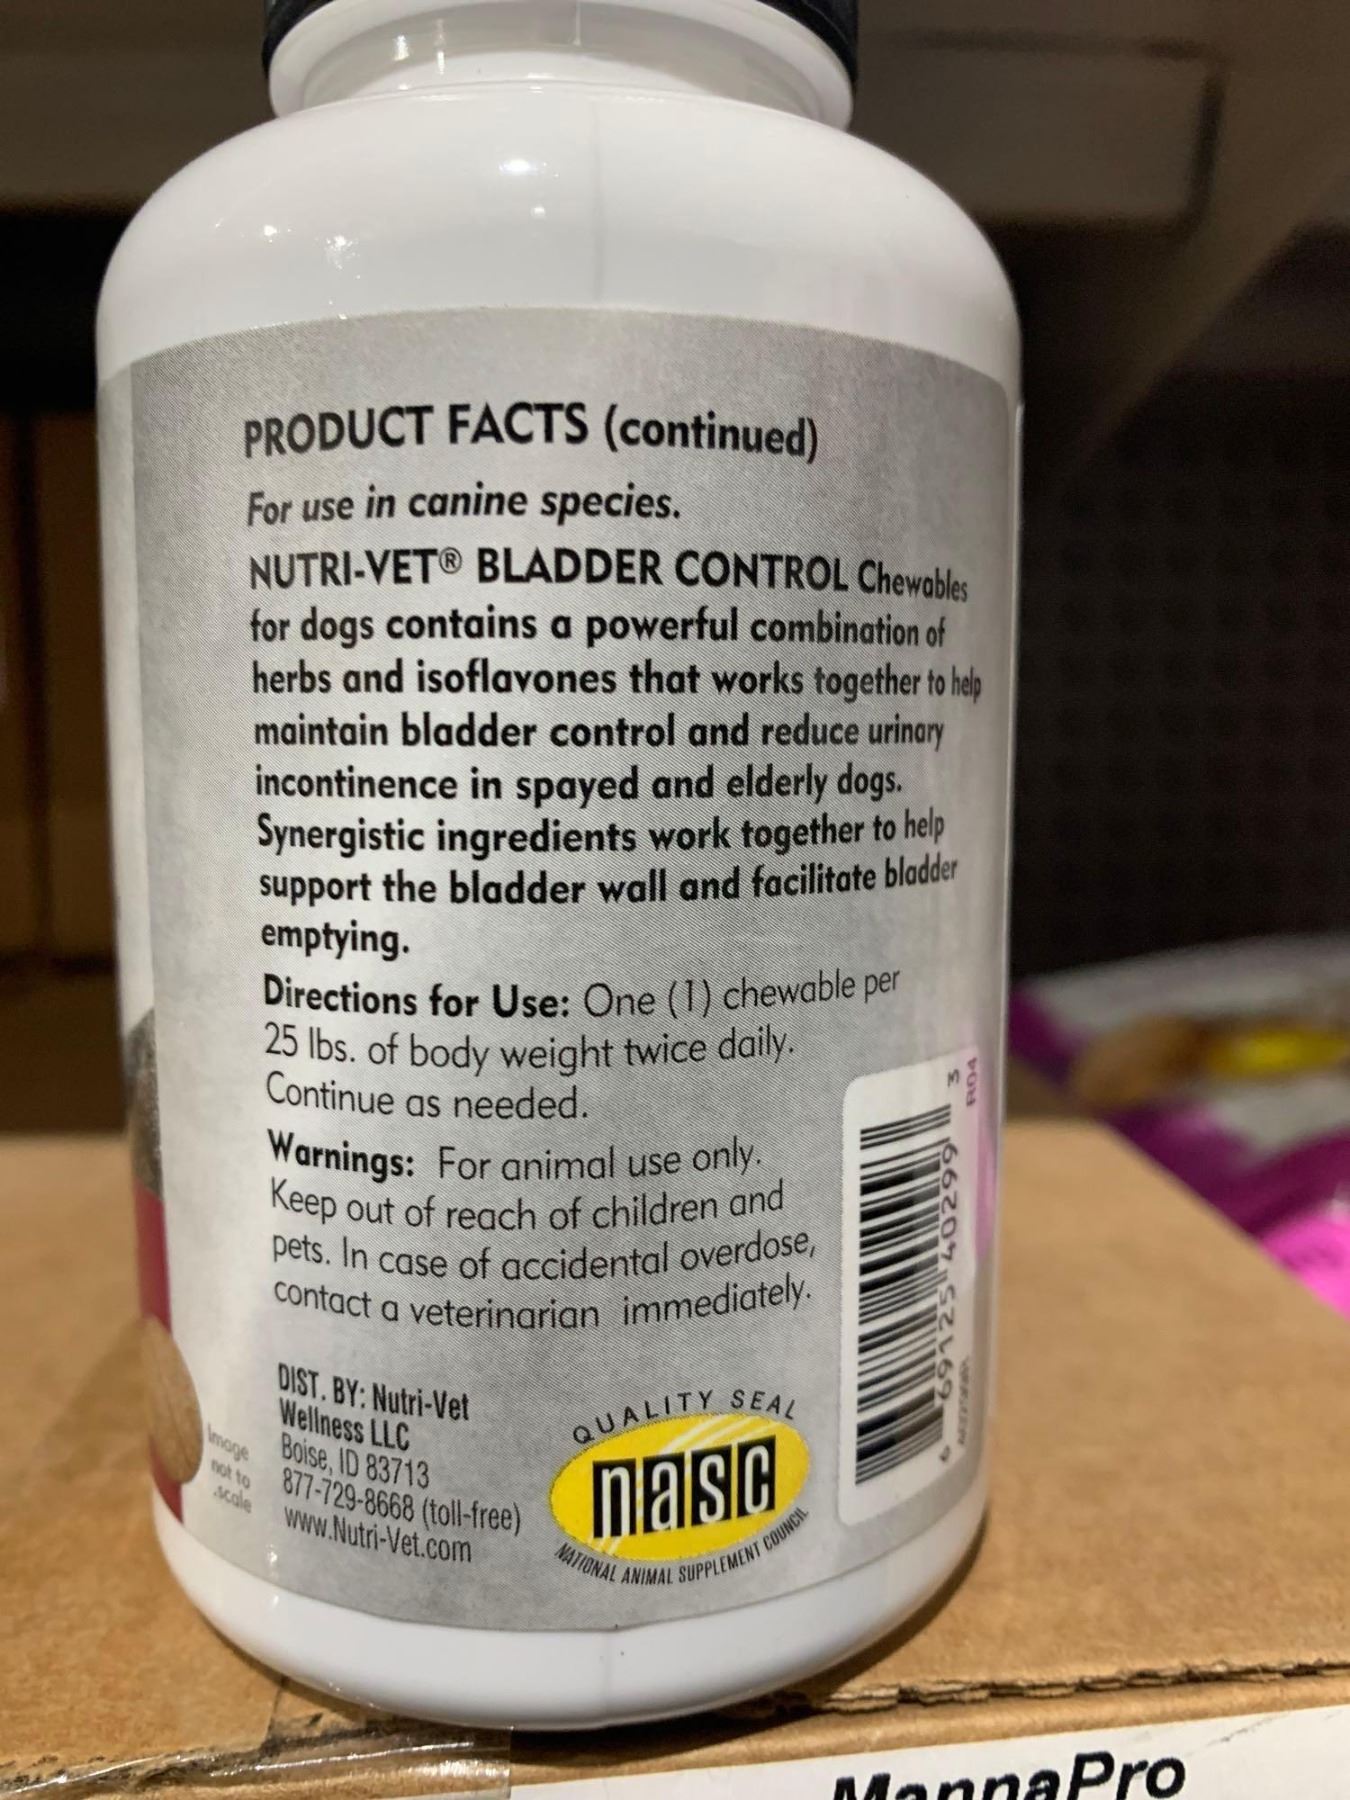 PRODUCT FACTS (continued)
For use in canine species.
NUTRI-VET® BLADDER CONTROL Chewables
for dogs contains a powerful combination of
herbs and isoflavones that works together to help
maintain bladder control and reduce urinary
incontinence in spayed and elderly dogs.
Synergistic ingredients work together to help
support the bladder wall and facilitate bladder
emptying.
Directions for Use: One (1) chewable per
25 lbs. of body weight twice daily.
Continue as needed.
Warnings: For animal use only.
Keep out of reach of children and
pets. In case of accidental overdose,
contact a veterinarian immediately.
DIST. BY: Nutri-Vet
Wellness LLC
Boise, ID 83713
877-729-8668 (toll-free)
www.Nutri-Vet.com
Image
not to
scale
QUALITY SEAL
nasc
NATIONAL ANIMAL SUPPLEMENT COUNCIL
6 69125 40299 3
R04
MannaPro